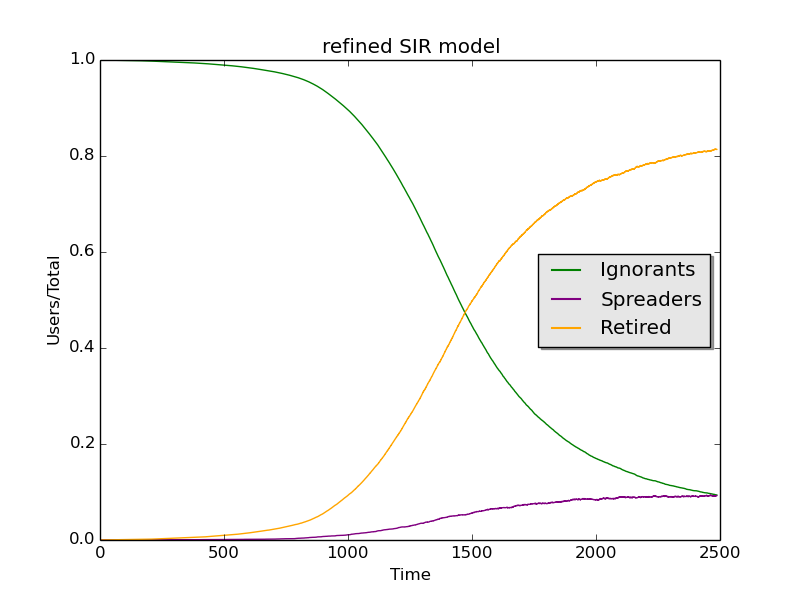 refined SIR model
1.0
0.8
0.6
0.4
0.2
0.0
Users/Total
Ignorants
Spreaders
Retired
0 500 1000 1500 2000 2500
Time